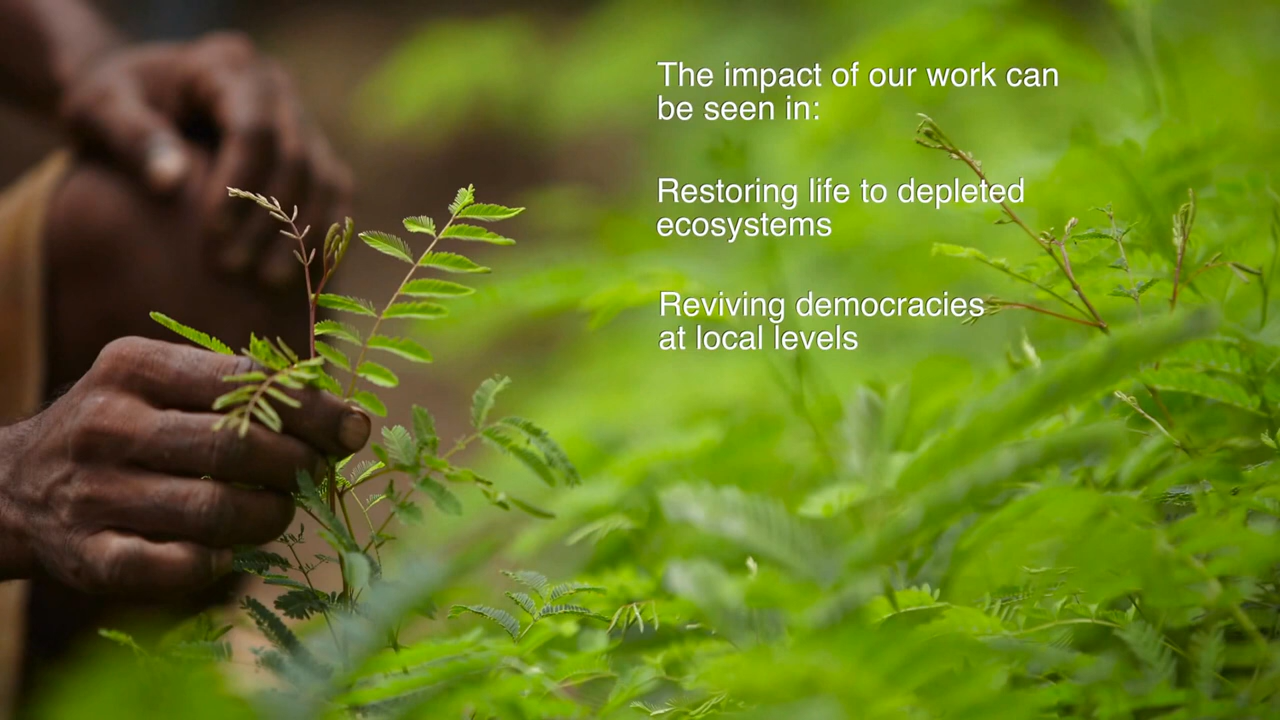 The impact of our work can
be seen in:
Restoring life to depleted
ecosystems
Reviving democracies
at local levels